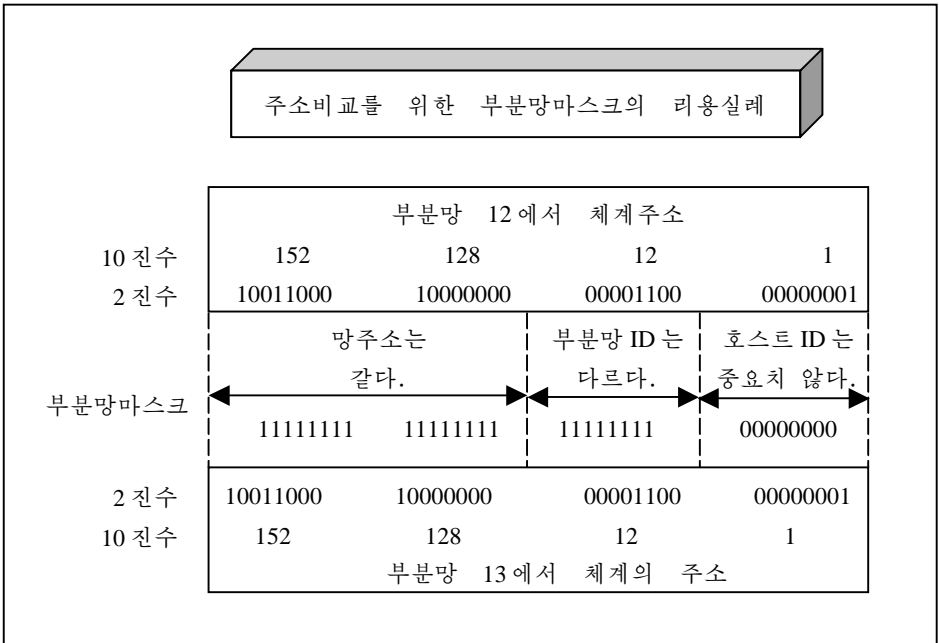 주소비교를 위한 부분망마스크의 리용실례
부분망 12에서 체계주소
10진수 152 128 12 1
2진수 10011000 10000000 00001100 00000001
망주소는 부분망 ID는 호스트 ID는
같다. 다르다. 중요치 않다.
부분망마스크
11111111 11111111 11111111 00000000
2진수 10011000 10000000 00001100 00000001
10진수 152 128 12 1
부분망 13에서 체계의 주소